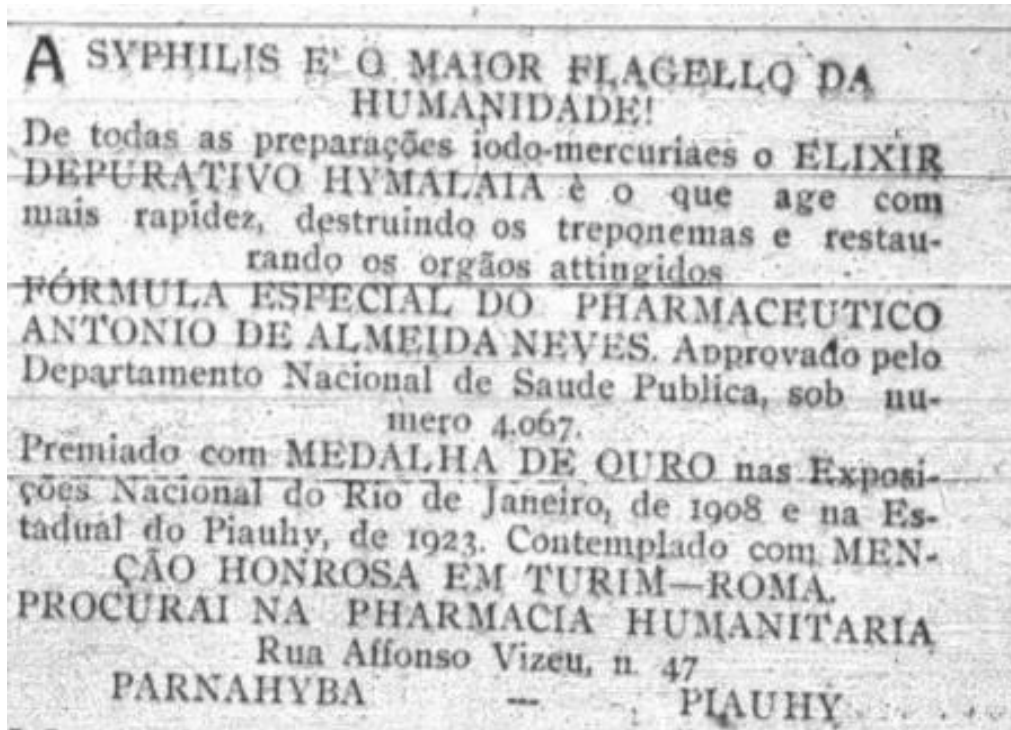 A SYPHILIS E' O MAIOR FLAGELLO DA
HUMANIDADE!
De todas as preparações iodo-mercuriaes o ELIXIR
DEPURATIVO HYMALAIA è o que age com
mais rapidez, destruindo os treponemas e restau-
rando os orgãos attingidos
FÓRMULA ESPECIAL DO PHARMACEUTICO
ANTONIO DE ALMEIDA NEVES. Approvado pelo
Departamento Nacional de Saude Publica, sob nu-
mero 4.067.
Premiado com MEDALHA DE OURO nas Exposi-
ções Nacional do Rio de Janeiro, de 1908 e na Es-
tadual do Piauhy, de 1923. Contemplado com MEN-
ÇÃO HONROSA EM TURIM—ROMA.
PROCURAI NA PHARMACIA HUMANITARIA
Rua Affonso Vizeu, n. 47
PARNAHYBA — PIAUHY